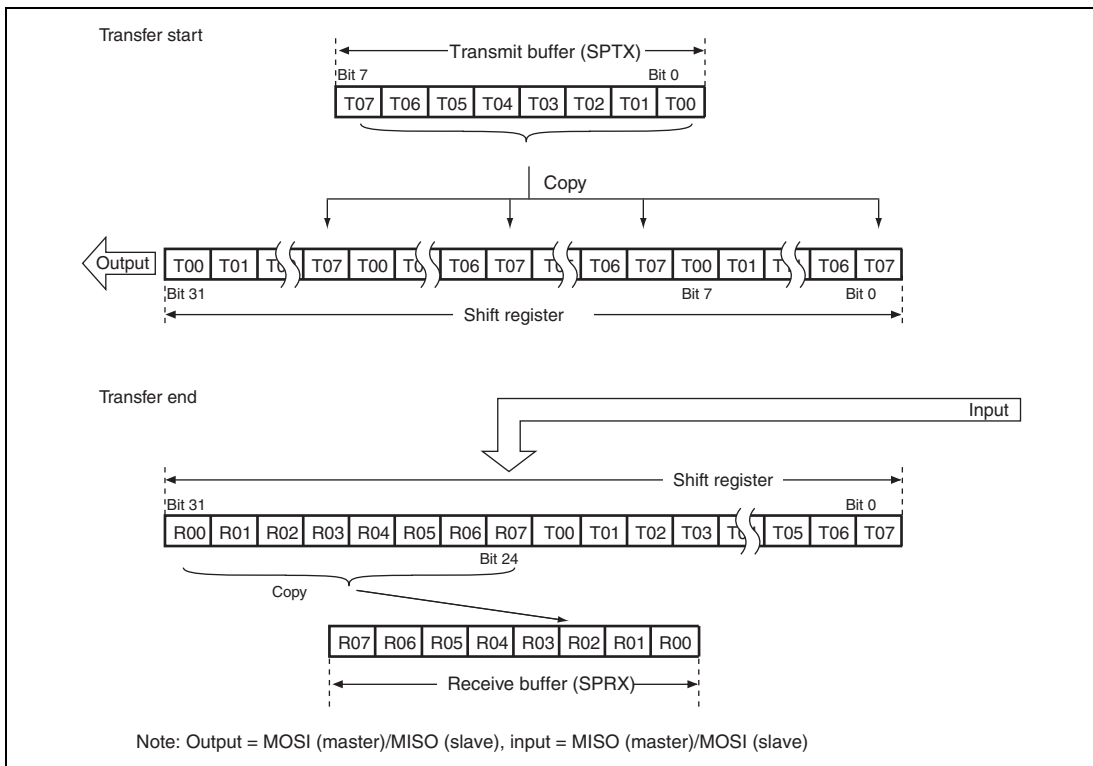 Transfer start
Transmit buffer (SPTX)
Bit 7 Bit 0
T07 T06 T05 T04 T03 T02 T01 T00
Copy
Output T00 T01 T07 T00 T06 T07 T06 T07 T00 T01 T06 T07
Bit 31 Bit 7 Bit 0
Shift register
Transfer end
Input
Shift register
Bit 31 Bit 0
R00 R01 R02 R03 R04 R05 R06 R07 T00 T01 T02 T03 T05 T06 T07
Bit 24
Copy
R07 R06 R05 R04 R03 R02 R01 R00
Receive buffer (SPRX)
Note: Output = MOSI (master)/MISO (slave), input = MISO (master)/MOSI (slave)